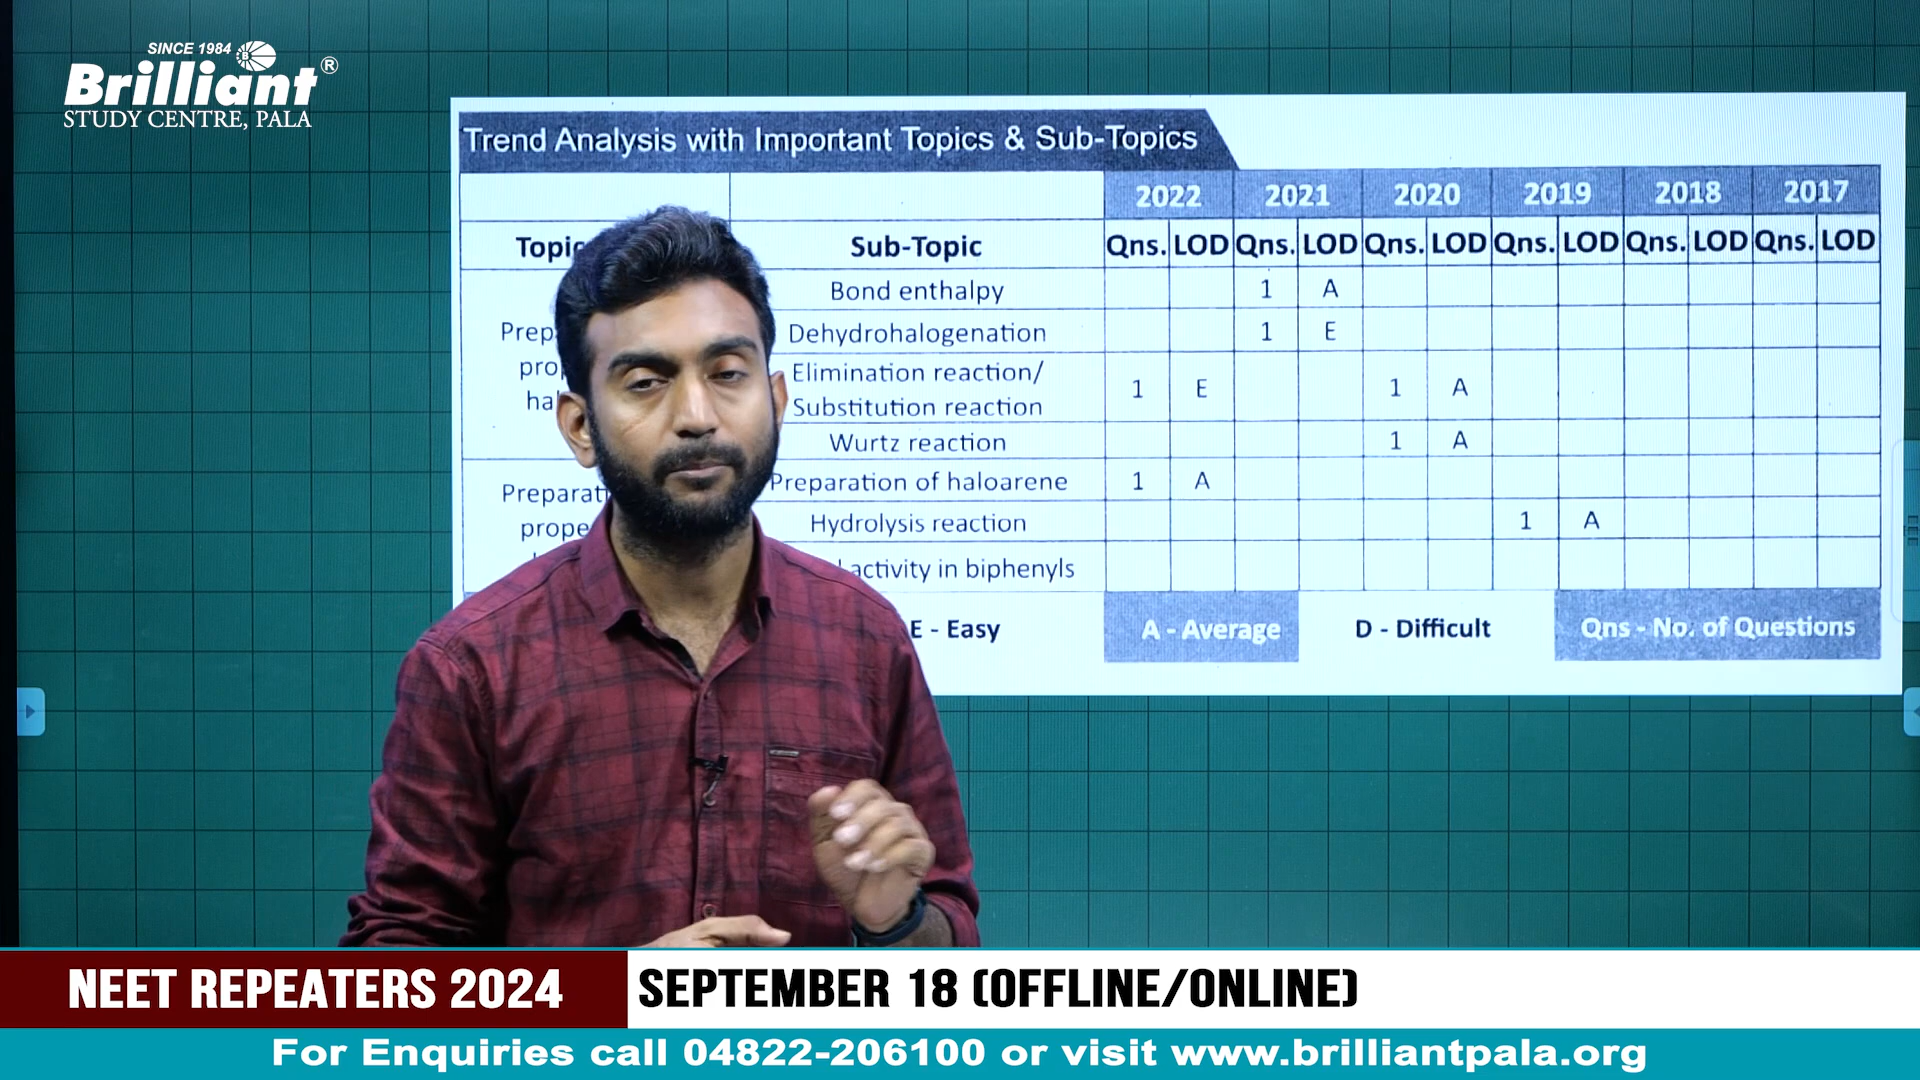 SINCE 1984
Brilliant®
STUDY CENTRE, PALA
Trend Analysis with Important Topics & Sub-Topics
2022 2021 2020 2019 2018 2017
Sub-Topic Qns. LOD Qns. LOD Qns. LOD Qns. LOD Qns. LOD Qns. LOD
Bond enthalpy 1 A
Dehydrohalogenation 1 E
Elimination reaction/
Substitution reaction 1 E 1 A
Wurtz reaction 1 A
Preparation of haloarene 1 A
Hydrolysis reaction 1 A
activity in biphenyls
E - Easy A - Average D - Difficult Qns - No. of Questions
NEET REPEATERS 2024 SEPTEMBER 18 (OFFLINE/ONLINE)
For Enquiries call 04822-206100 or visit www.brilliantpala.org